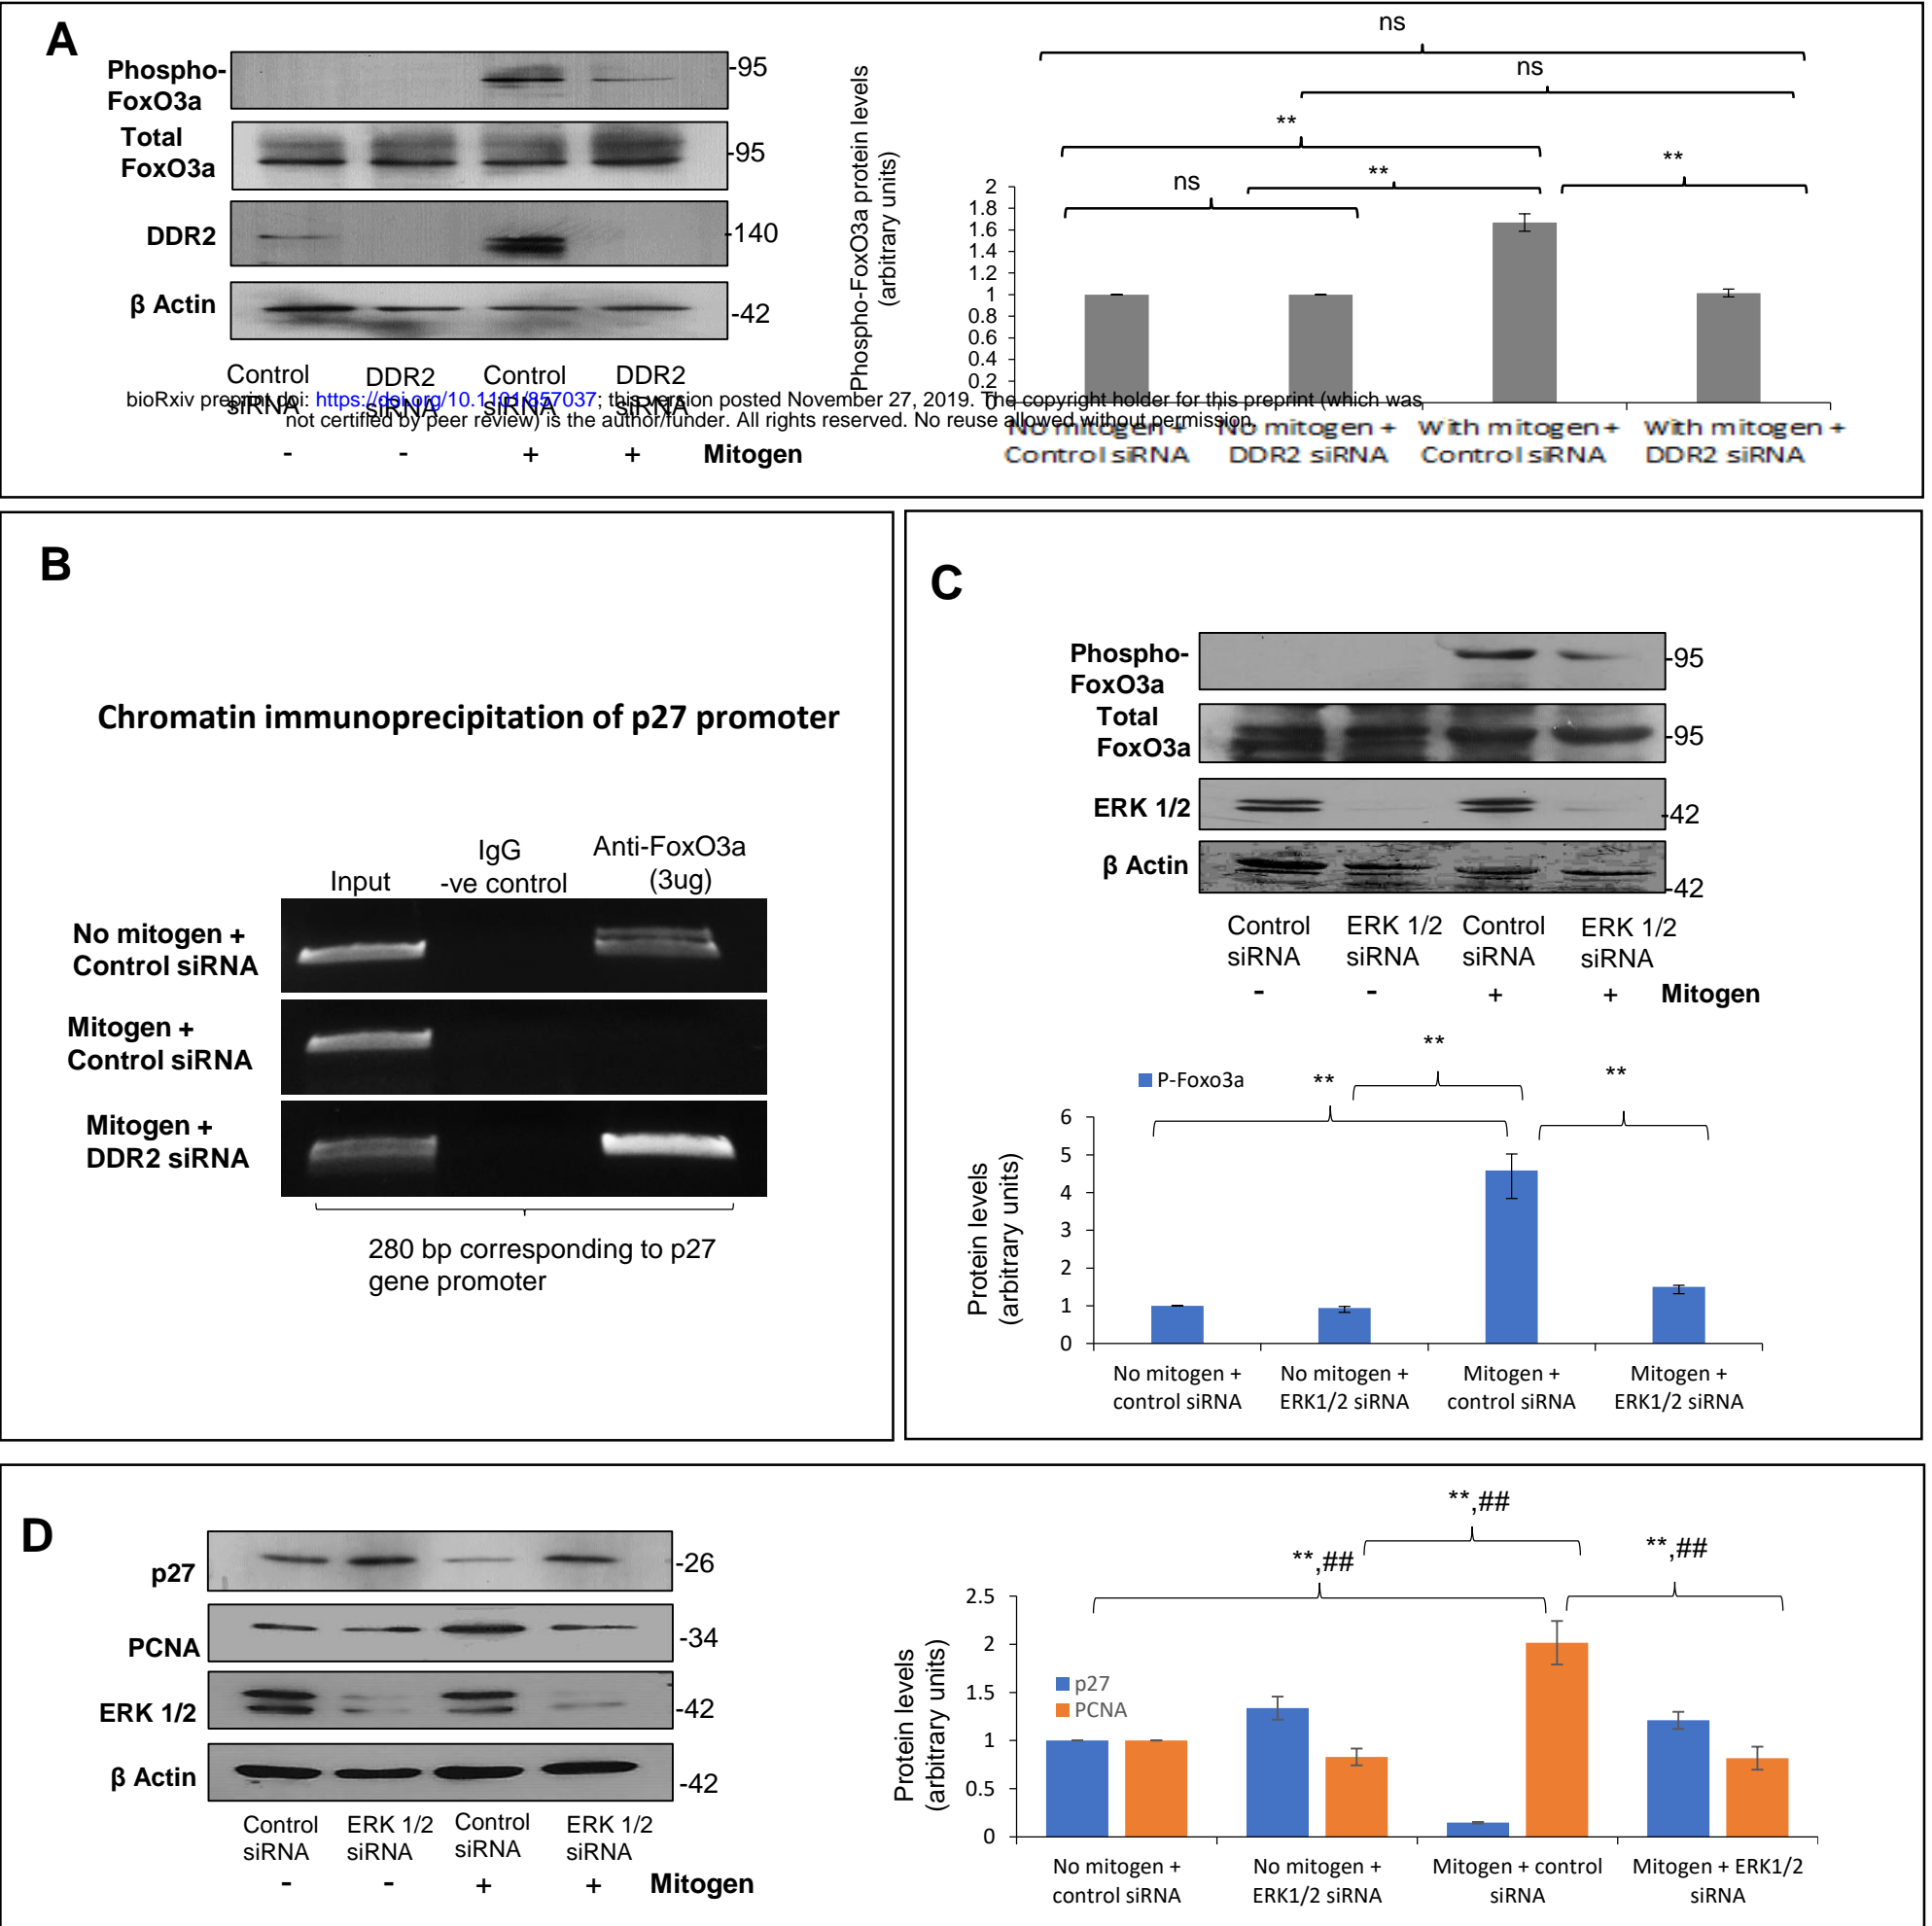 A
Phospho-
FoxO3a
-95
Total
FoxO3a
-95
DDR2
-140
β Actin
-42
Control
siRNA
DDR2
siRNA
Control
siRNA
DDR2
siRNA
- - + + Mitogen
ns
ns
**
**
**
ns
Phospho-FoxO3a protein levels
(arbitrary units)
2
1.8
1.6
1.4
1.2
1
0.8
0.6
0.4
0.2
0
No mitogen +
Control siRNA
No mitogen +
DDR2 siRNA
With mitogen +
Control siRNA
With mitogen +
DDR2 siRNA
bioRxiv preprint doi: https://doi.org/10.1101/857037; this version posted November 27, 2019. The copyright holder for this preprint (which was
not certified by peer review) is the author/funder. All rights reserved. No reuse allowed without permission.
B
Chromatin immunoprecipitation of p27 promoter
Input
IgG
-ve control
Anti-FoxO3a
(3ug)
No mitogen +
Control siRNA
Mitogen +
Control siRNA
Mitogen +
DDR2 siRNA
280 bp corresponding to p27
gene promoter
C
Phospho-
FoxO3a
-95
Total
FoxO3a
-95
ERK 1/2
-42
β Actin
-42
Control
siRNA
ERK 1/2
siRNA
Control
siRNA
ERK 1/2
siRNA
- - + + Mitogen
**
**
**
P-Foxo3a
Protein levels
(arbitrary units)
6
5
4
3
2
1
0
No mitogen +
control siRNA
No mitogen +
ERK1/2 siRNA
Mitogen +
control siRNA
Mitogen +
ERK1/2 siRNA
D
p27
-26
PCNA
-34
ERK 1/2
-42
β Actin
-42
Control
siRNA
ERK 1/2
siRNA
Control
siRNA
ERK 1/2
siRNA
- - + + Mitogen
**,##
**,##
**,##
Protein levels
(arbitrary units)
2.5
2
1.5
1
0.5
0
p27
PCNA
No mitogen +
control siRNA
No mitogen +
ERK1/2 siRNA
Mitogen + control
siRNA
Mitogen + ERK1/2
siRNA